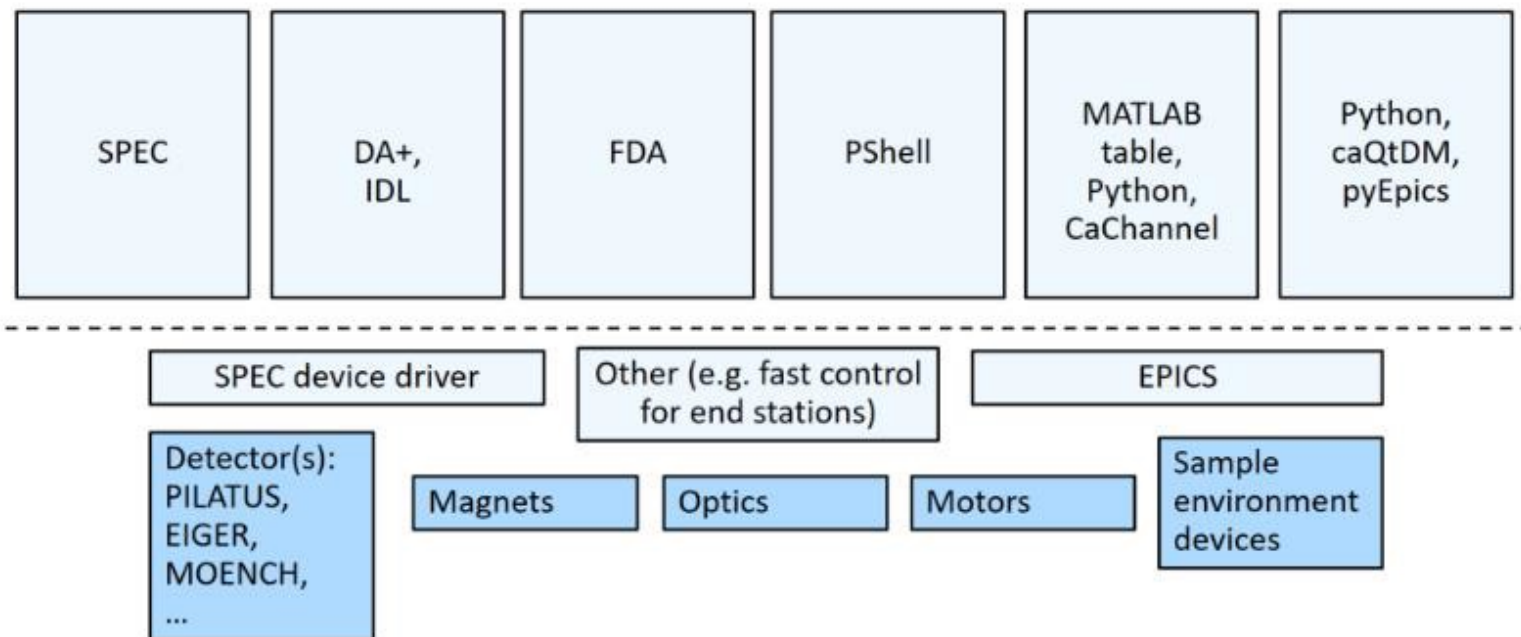 SPEC
DA+,
IDL
FDA
PShell
MATLAB
table,
Python,
CaChannel
Python,
caQtDM,
pyEpics
SPEC device driver
Other (e.g. fast control
for end stations)
EPICS
Detector(s):
PILATUS,
EIGER,
MOENCH,
...
Magnets
Optics
Motors
Sample
environment
devices